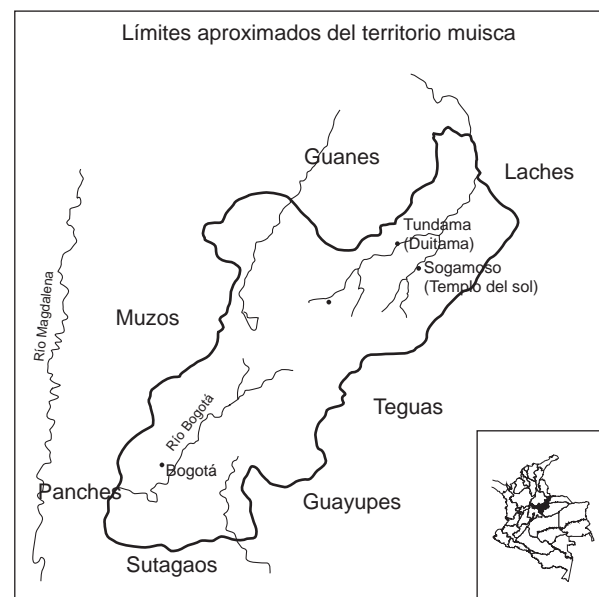 Límites aproximados del territorio muisca
Guanes
Laches
Tundama
(Duitama)
Sogamoso
(Templo del sol)
Río Magdalena
Muzos
Teguas
Río Bogotá
Bogotá
Panches
Guayupes
Sutagaos